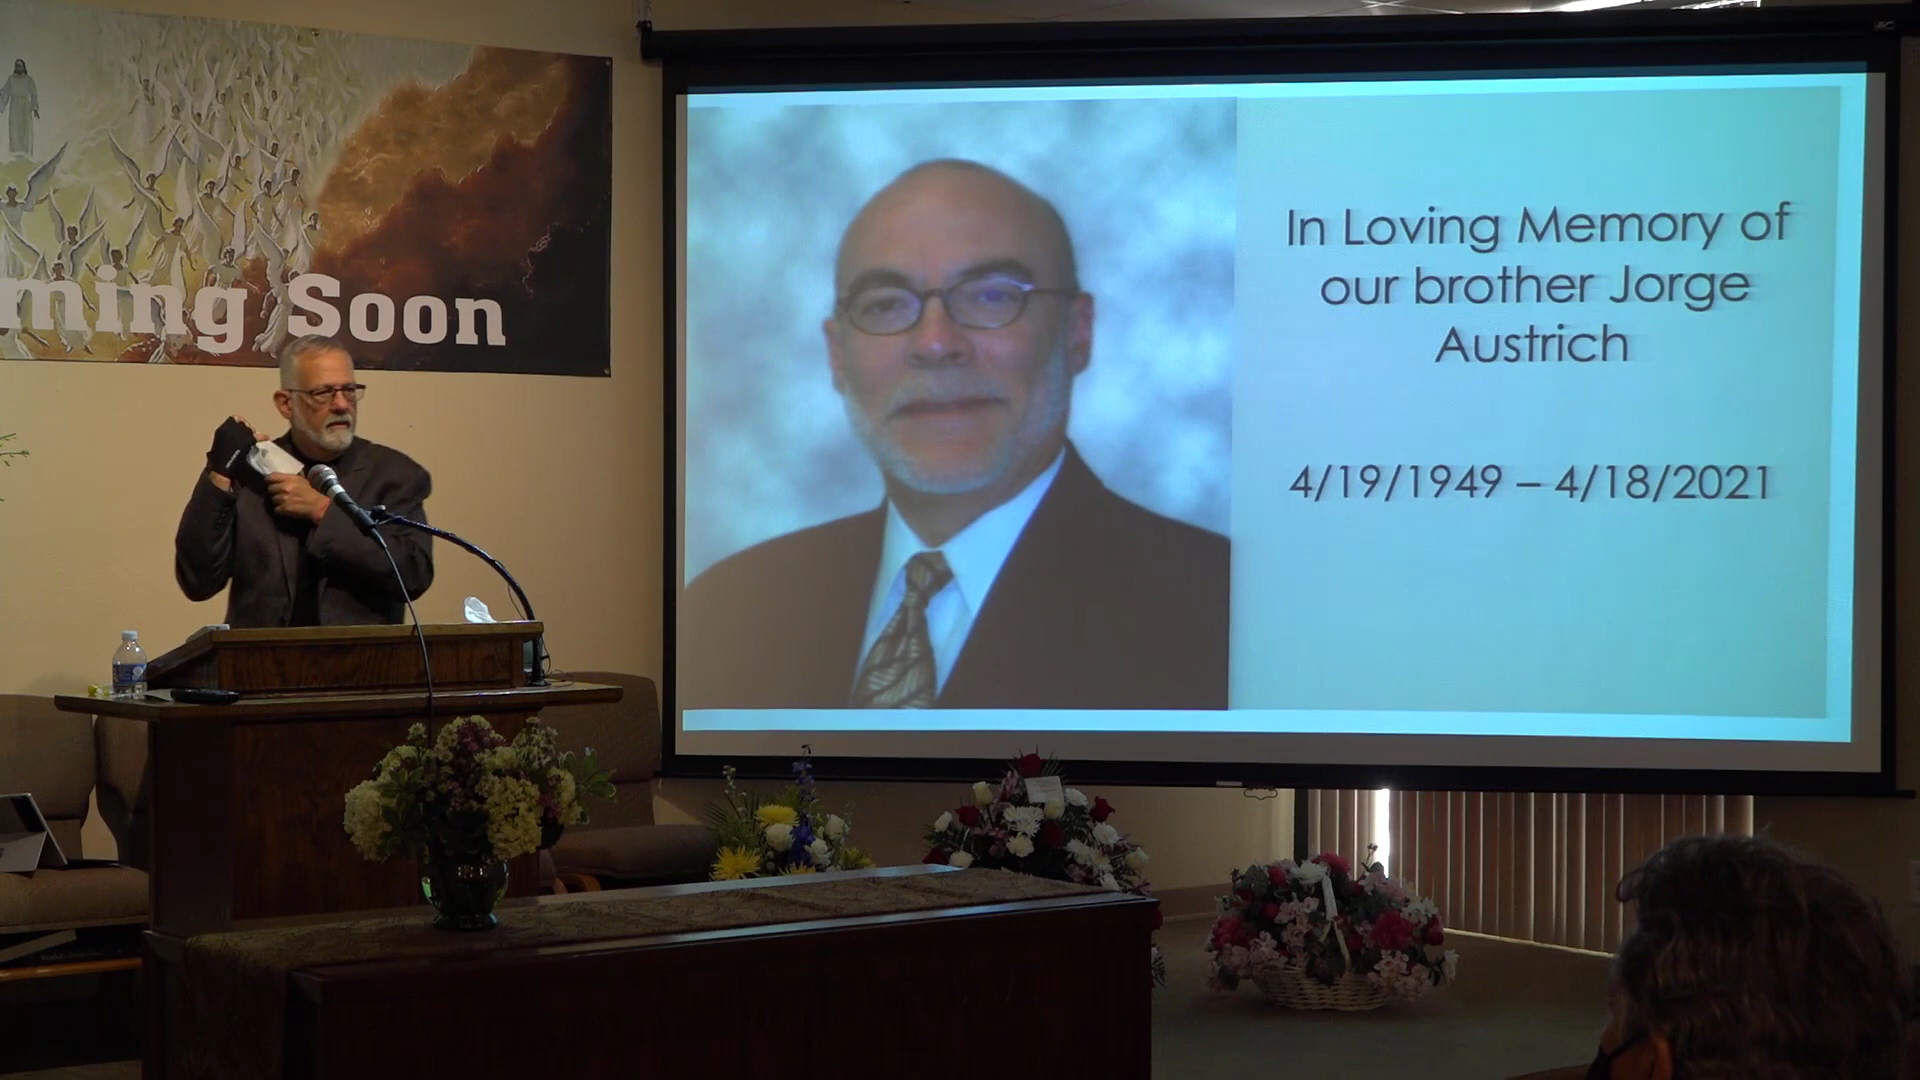 ming Soon
In Loving Memory of
our brother Jorge
Austrich
4/19/1949 – 4/18/2021